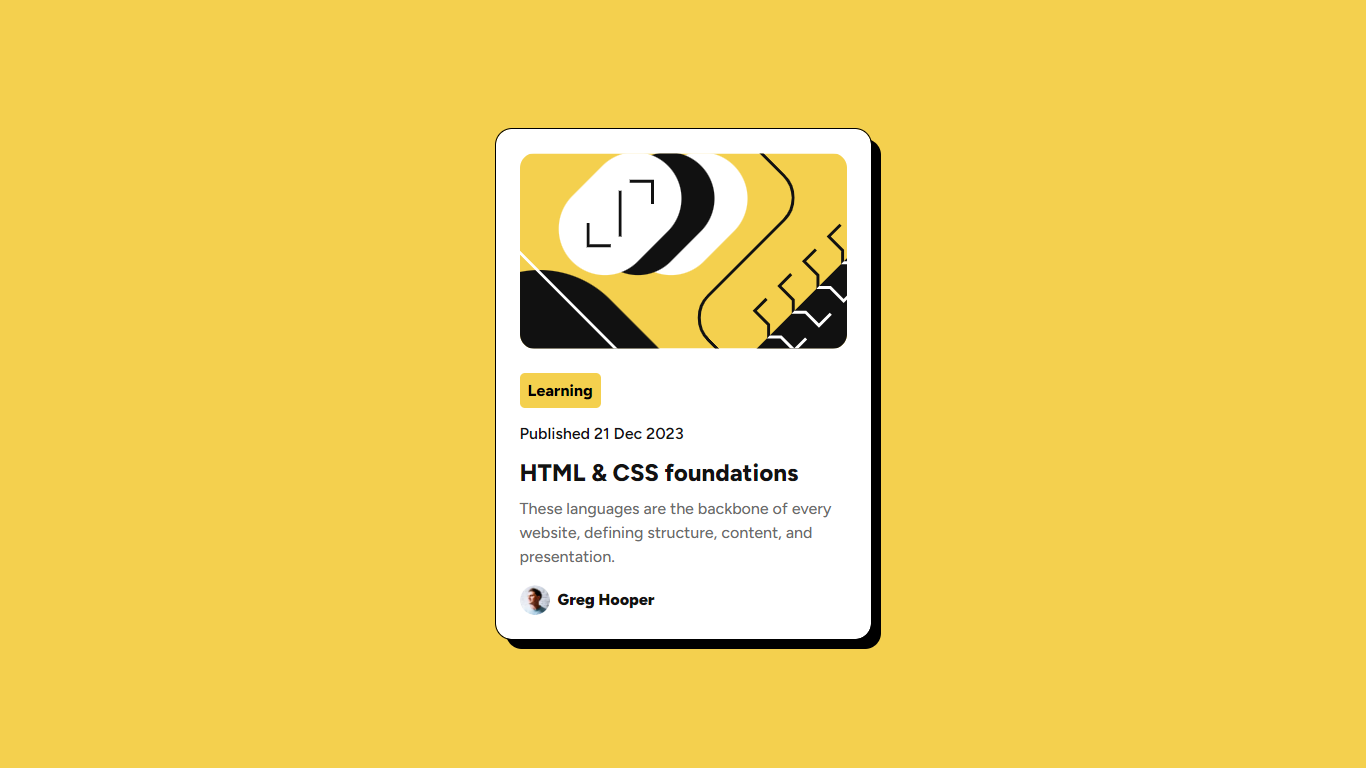 Learning
Published 21 Dec 2023
HTML & CSS foundations
These languages are the backbone of every
website, defining structure, content, and
presentation.
Greg Hooper